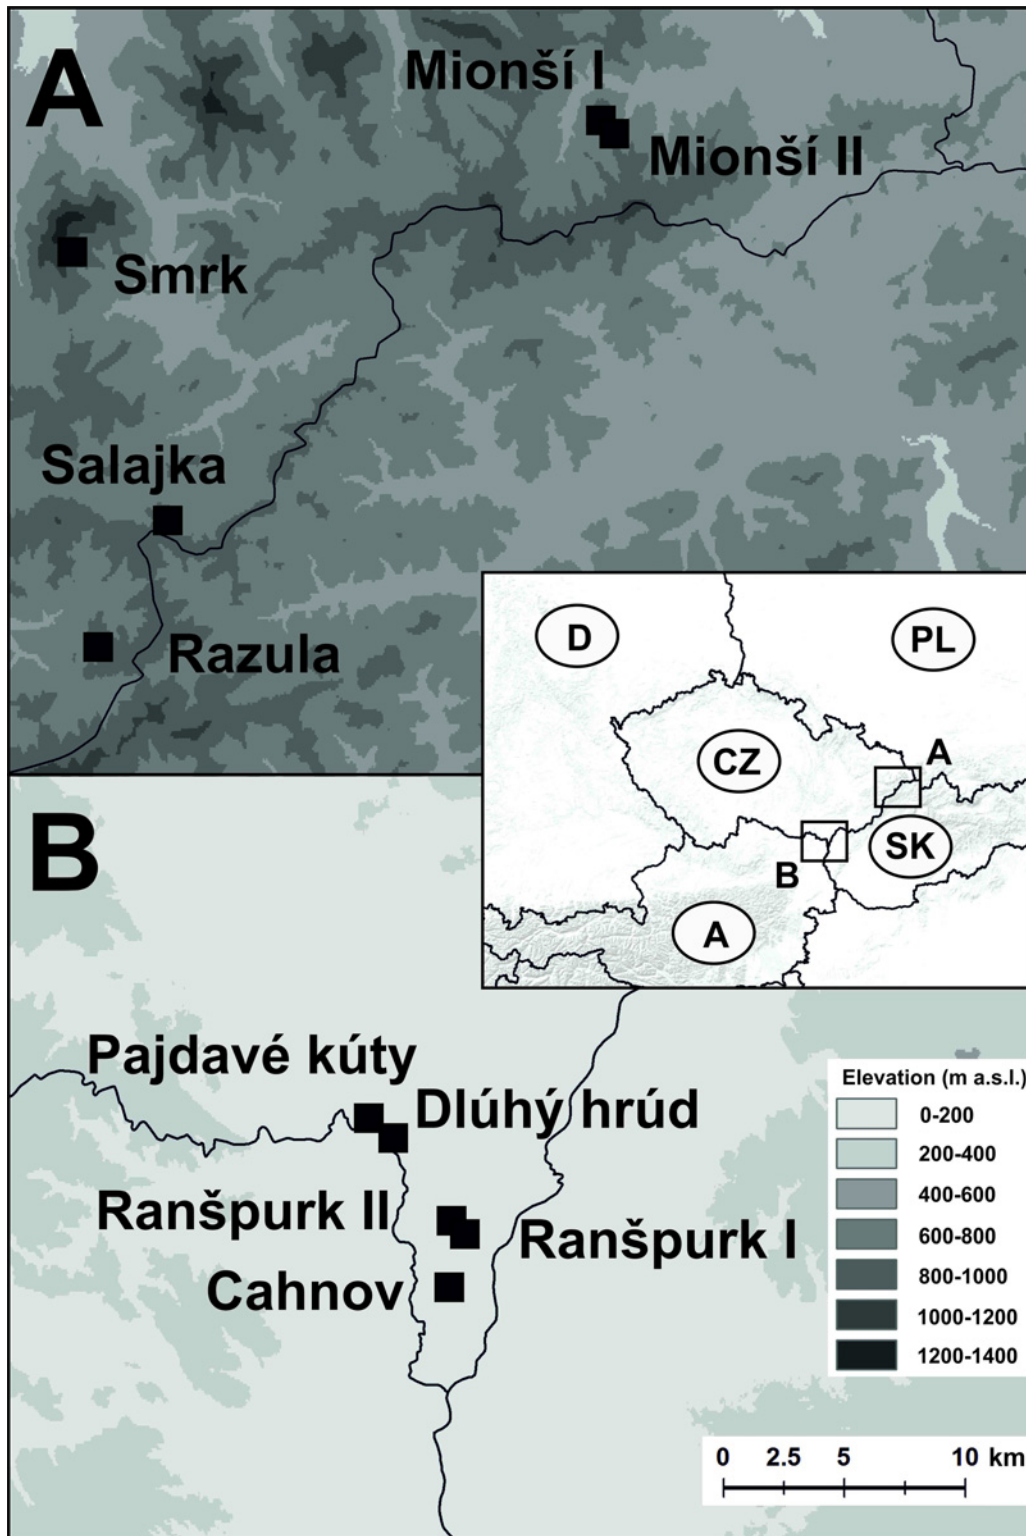 A
Mionší I
Mionší II
Smrk
Salajka
Razula
D
PL
CZ
A
SK
B
A
B
Pajdavé kúty
Dlúhý hrúd
Ranšpurk II
Ranšpurk I
Cahnov
Elevation (m a.s.l.)
0-200
200-400
400-600
600-800
800-1000
1000-1200
1200-1400
0 2.5 5 10 km